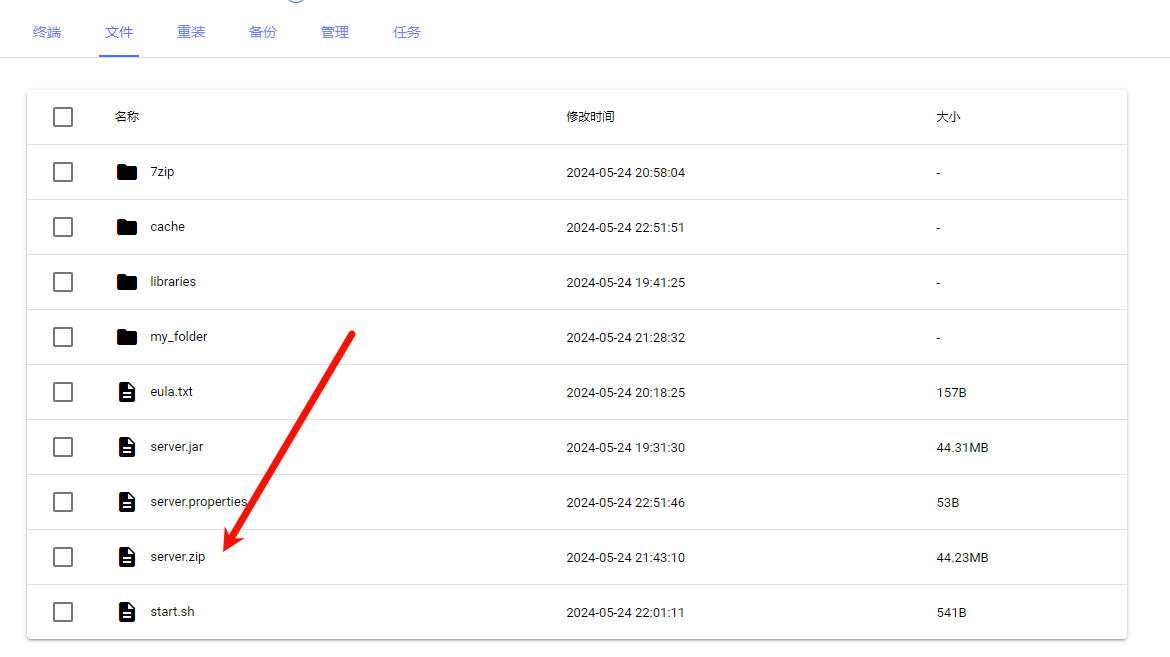 终端 文件 重装 备份 管理 任务
名称 修改时间 大小
7zip 2024-05-24 20:58:04 -
cache 2024-05-24 22:51:51 -
libraries 2024-05-24 19:41:25 -
my_folder 2024-05-24 21:28:32 -
eula.txt 2024-05-24 20:18:25 157B
server.jar 2024-05-24 19:31:30 44.31MB
server.properties 2024-05-24 22:51:46 53B
server.zip 2024-05-24 21:43:10 44.23MB
start.sh 2024-05-24 22:01:11 541B